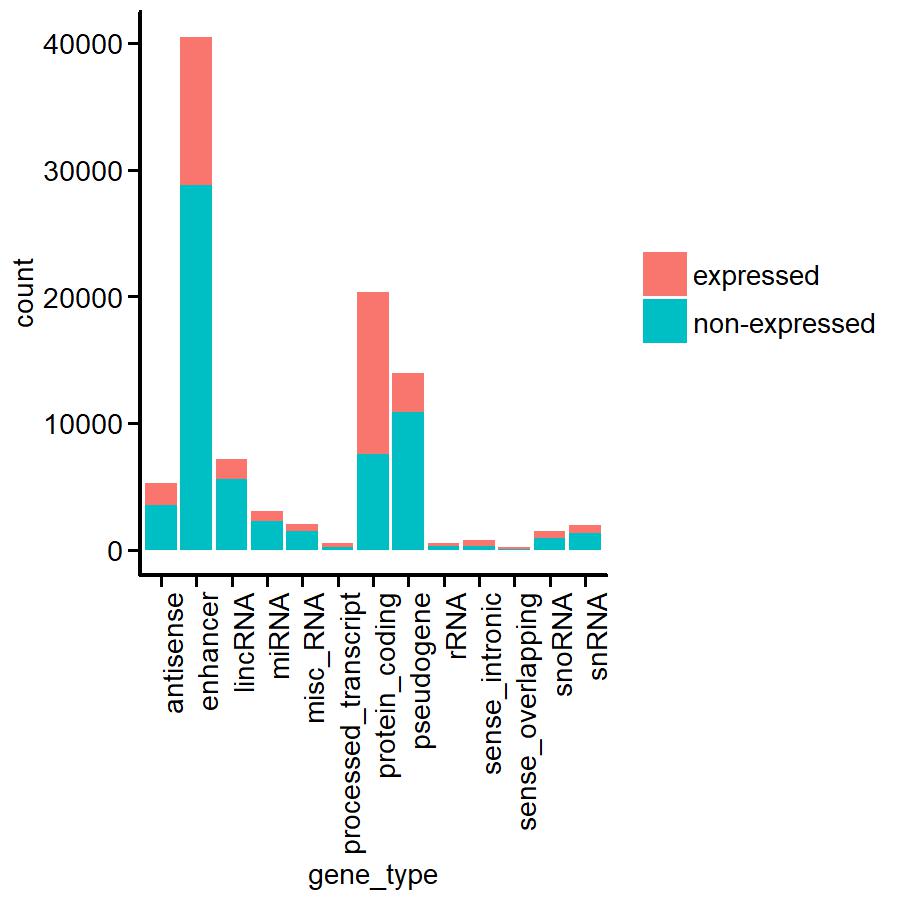 40000
30000
20000
10000
0
count
expressed
non-expressed
antisense
enhancer
lincRNA
miRNA
misc_RNA
processed_transcript
protein_coding
pseudogene
rRNA
sense_intronic
sense_overlapping
snoRNA
snRNA
gene_type